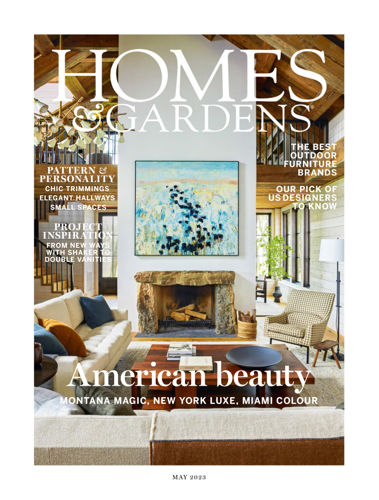 HOMES
& GARDENS
THE BEST
OUTDOOR
FURNITURE
BRANDS
OUR PICK OF
US DESIGNERS
TO KNOW
PATTERN &
PERSONALITY
CHIC TRIMMINGS
ELEGANT HALLWAYS
SMALL SPACES
PROJECT
INSPIRATION
FROM NEW WAYS
WITH SHAKER TO
DOUBLE VANITIES
American beauty
MONTANA MAGIC, NEW YORK LUXE, MIAMI COLOUR
MAY 2023